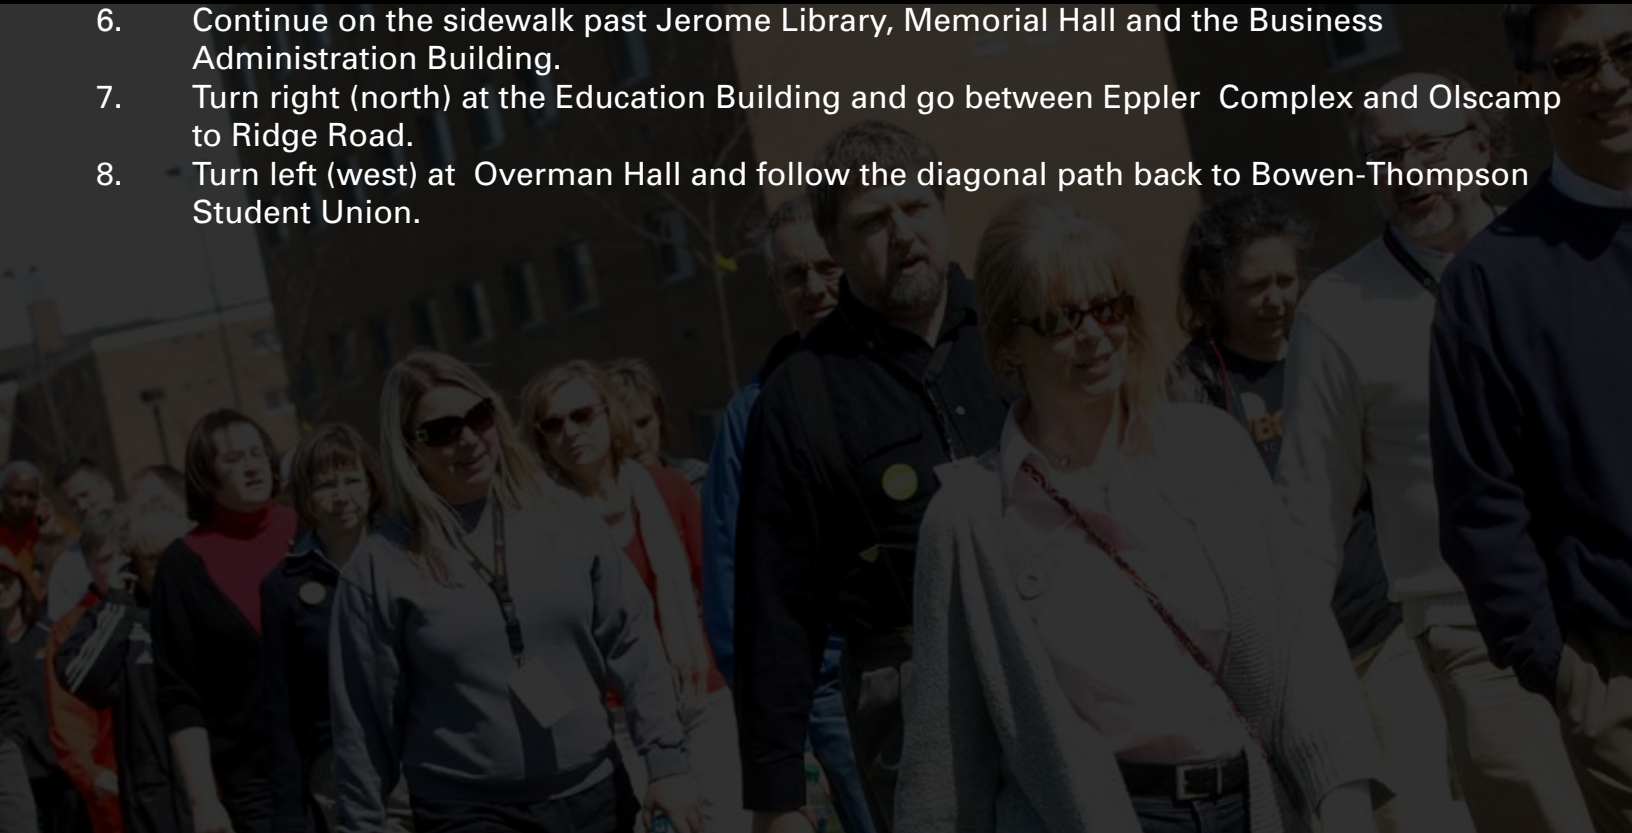 6. Continue on the sidewalk past Jerome Library, Memorial Hall and the Business
Administration Building.
7. Turn right (north) at the Education Building and go between Eppler Complex and Olscamp
to Ridge Road.
8. Turn left (west) at Overman Hall and follow the diagonal path back to Bowen-Thompson
Student Union.